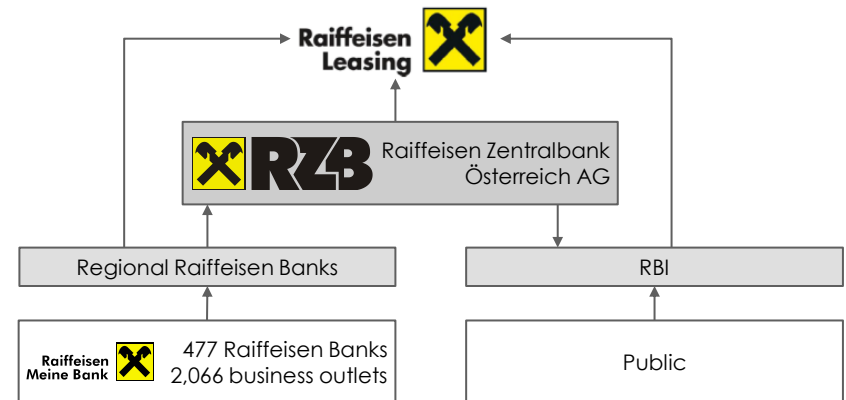 Raiffeisen
Leasing
RZB Raiffeisen Zentralbank
Österreich AG
Regional Raiffeisen Banks
RBI
Raiffeisen
Meine Bank
477 Raiffeisen Banks
2,066 business outlets
Public